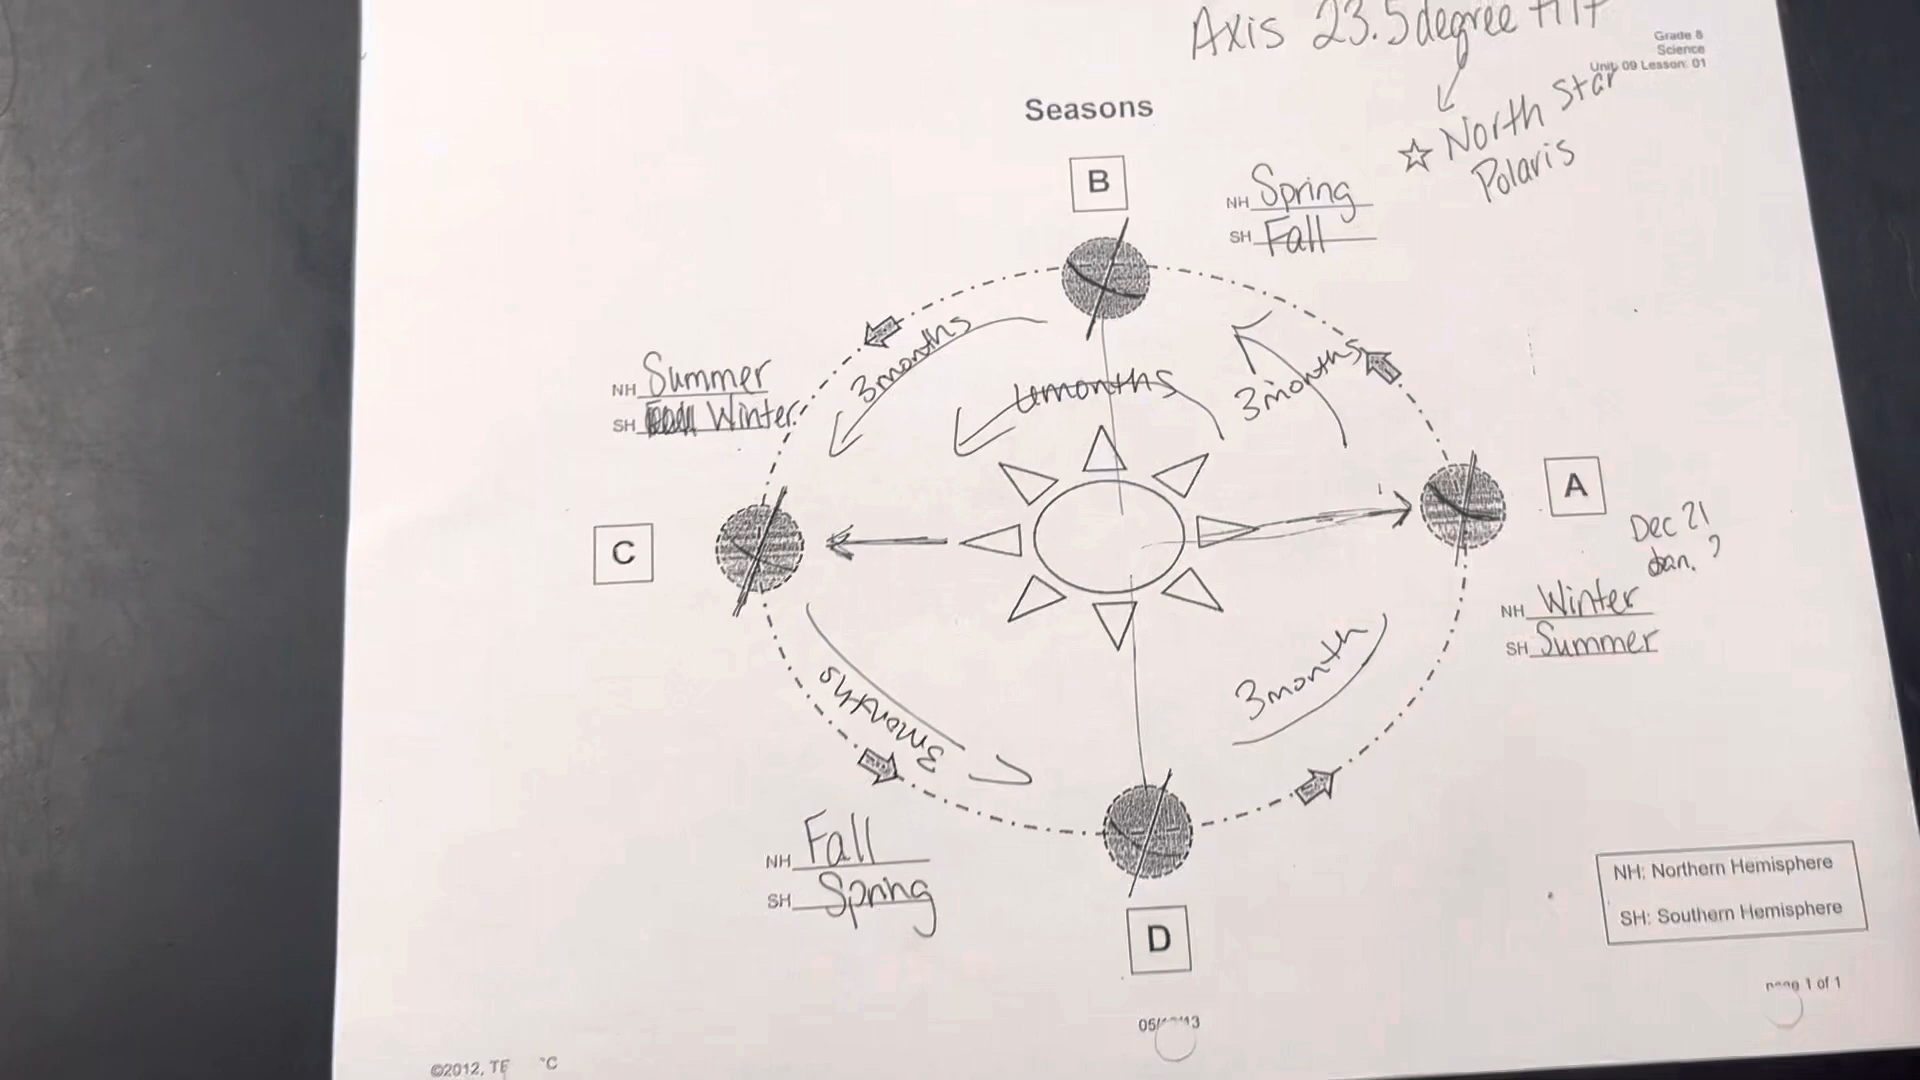 Axis 23.5 degree tilt
Grade 8
Science
Unit: 09 Lesson: 01
North Star
Polaris
Seasons
B
NH Spring
SH Fall
3 months
3 months
NH Summer
SH Winter
months
C
A
Dec 21
Jan. ?
NH Winter
SH Summer
3 months
3 month
NH Fall
SH Spring
D
NH: Northern Hemisphere
SH: Southern Hemisphere
page 1 of 1
©2012,